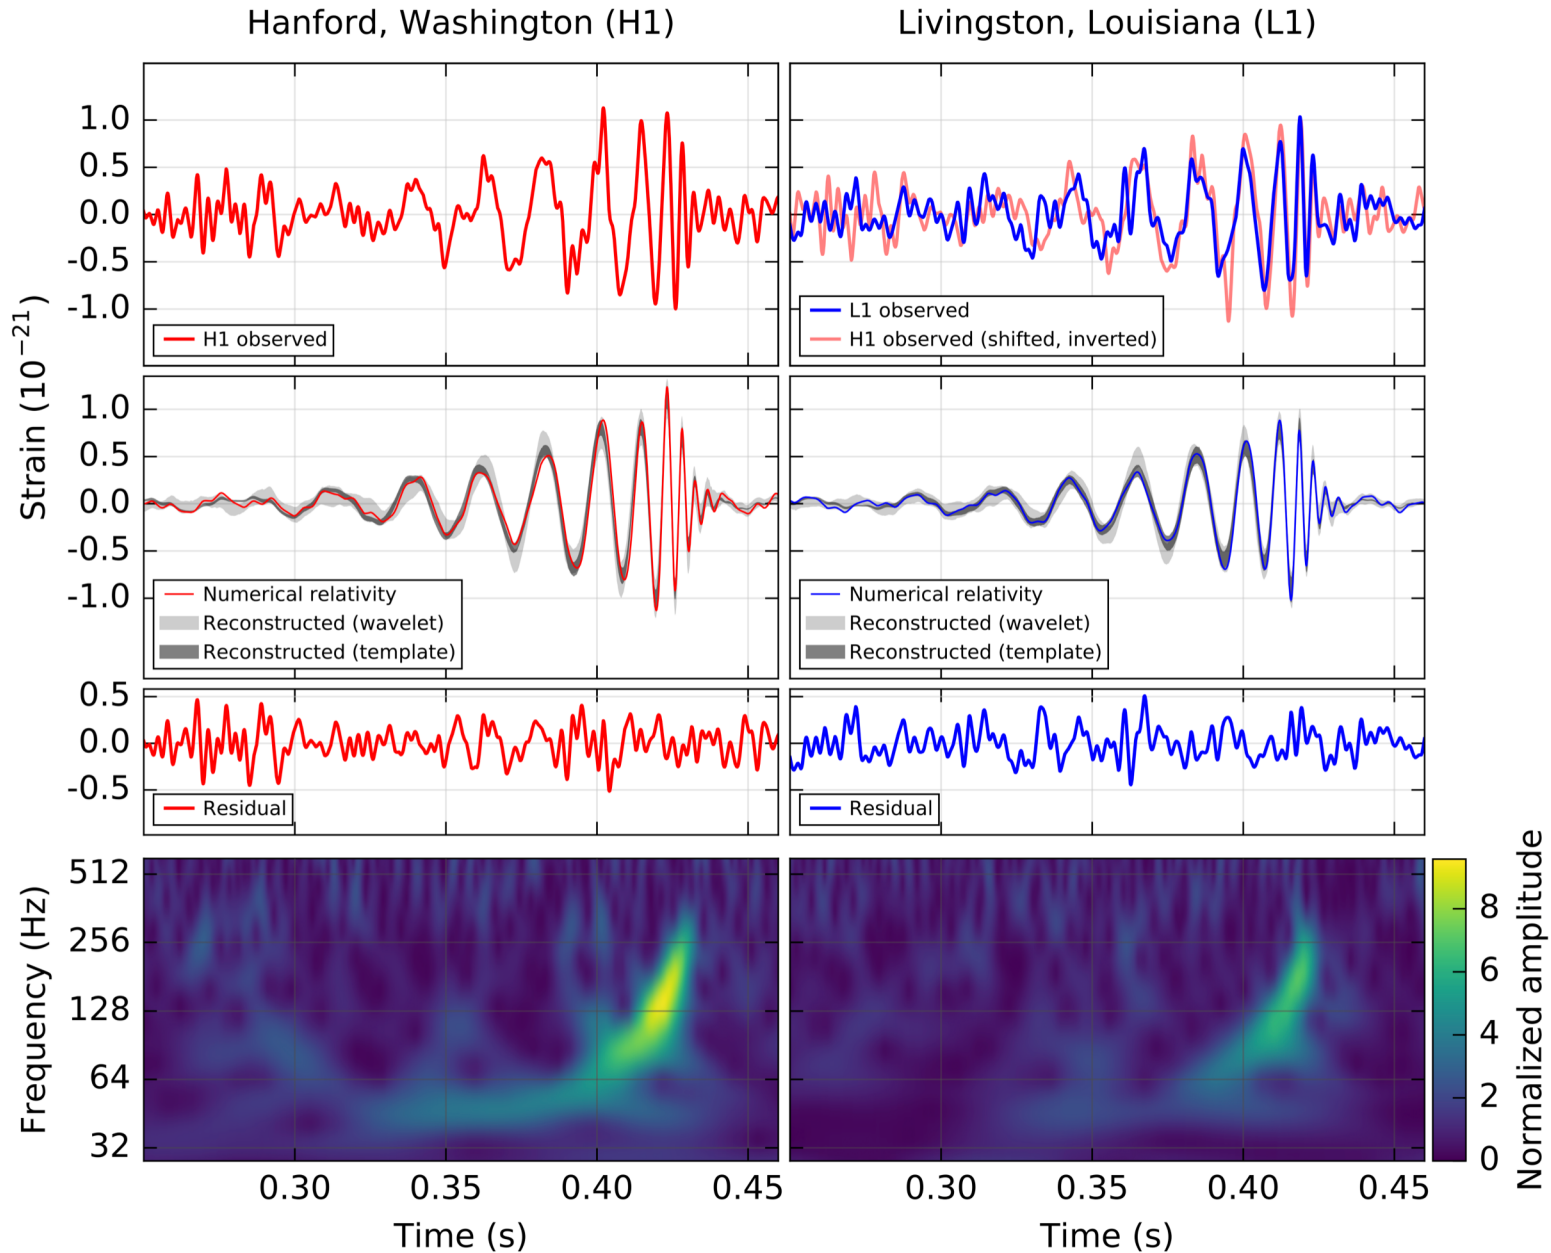 Hanford, Washington (H1)
Livingston, Louisiana (L1)
Strain (10⁻²¹)
1.0
0.5
0.0
-0.5
-1.0
H1 observed
L1 observed
H1 observed (shifted, inverted)
1.0
0.5
0.0
-0.5
-1.0
Numerical relativity
Reconstructed (wavelet)
Reconstructed (template)
Numerical relativity
Reconstructed (wavelet)
Reconstructed (template)
0.5
0.0
-0.5
Residual
Residual
Frequency (Hz)
512
256
128
64
32
Normalized amplitude
8
6
4
2
0
0.30 0.35 0.40 0.45
0.30 0.35 0.40 0.45
Time (s)
Time (s)